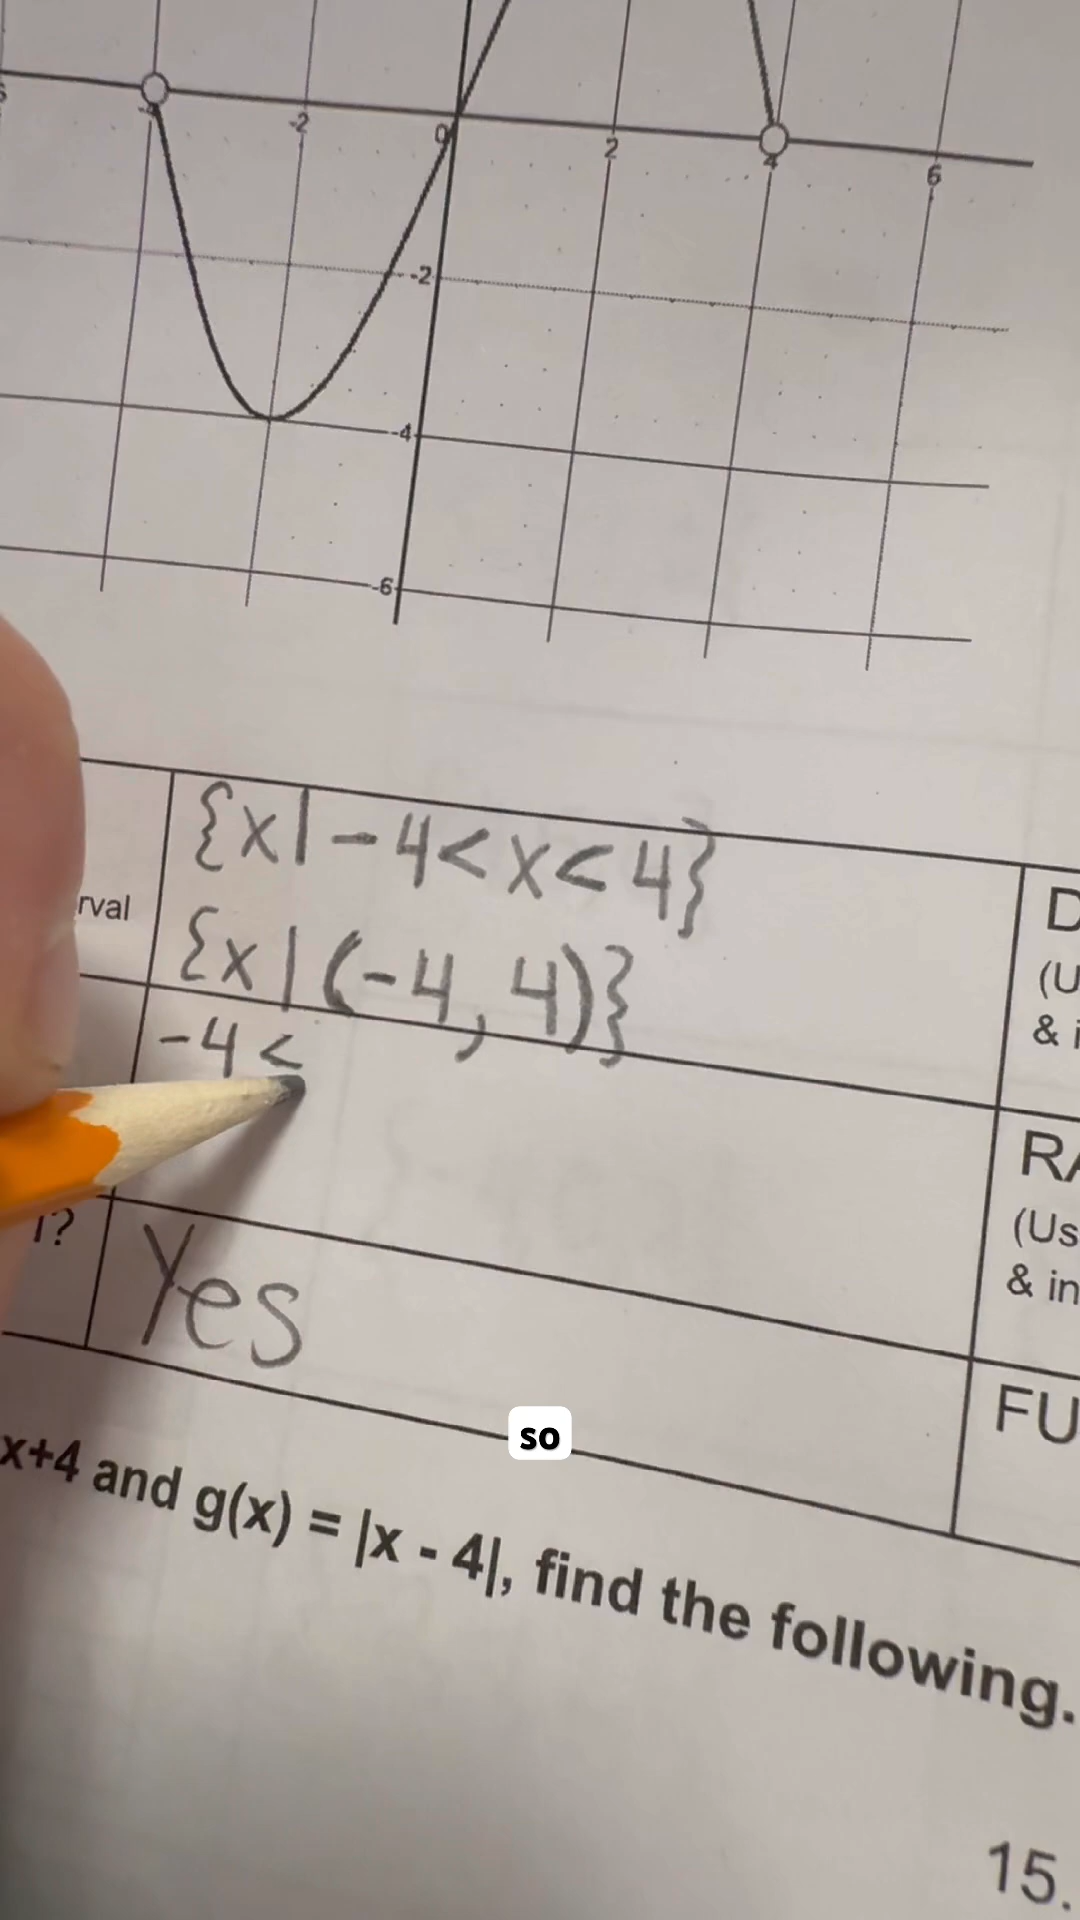 -2
0
2
4
6
-2
-4
-6
{x|-4<x<4}
rval
{x|(-4,4)}
D
(U
& i
-4<
RA
(Us
& in
Yes
FU
so
x+4 and g(x) = |x - 4|, find the following.
15.